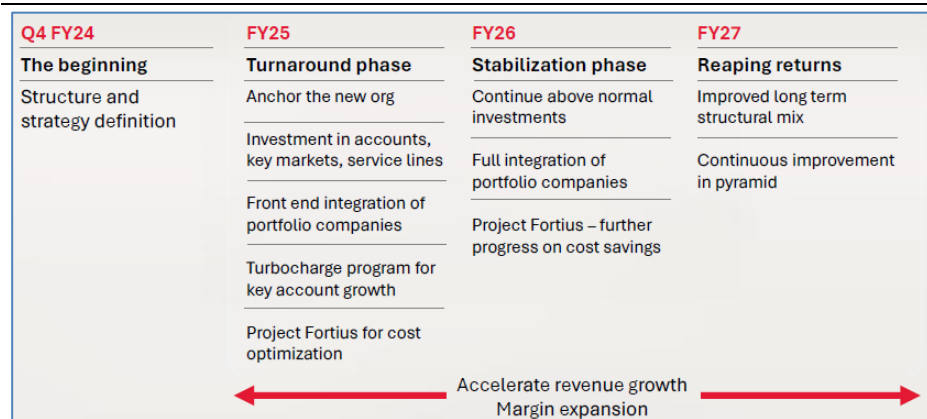 Q4 FY24
The beginning
Structure and
strategy definition
FY25
Turnaround phase
Anchor the new org
Investment in accounts,
key markets, service lines
Front end integration of
portfolio companies
Turbocharge program for
key account growth
Project Fortius for cost
optimization
FY26
Stabilization phase
Continue above normal
investments
Full integration of
portfolio companies
Project Fortius – further
progress on cost savings
FY27
Reaping returns
Improved long term
structural mix
Continuous improvement
in pyramid
Accelerate revenue growth
Margin expansion